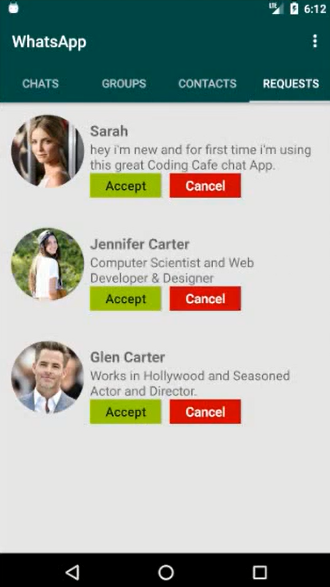 LTE 6:12
WhatsApp
CHATS GROUPS CONTACTS REQUESTS
Sarah
hey i'm new and for first time i'm using
this great Coding Cafe chat App.
Accept Cancel
Jennifer Carter
Computer Scientist and Web
Developer & Designer
Accept Cancel
Glen Carter
Works in Hollywood and Seasoned
Actor and Director.
Accept Cancel